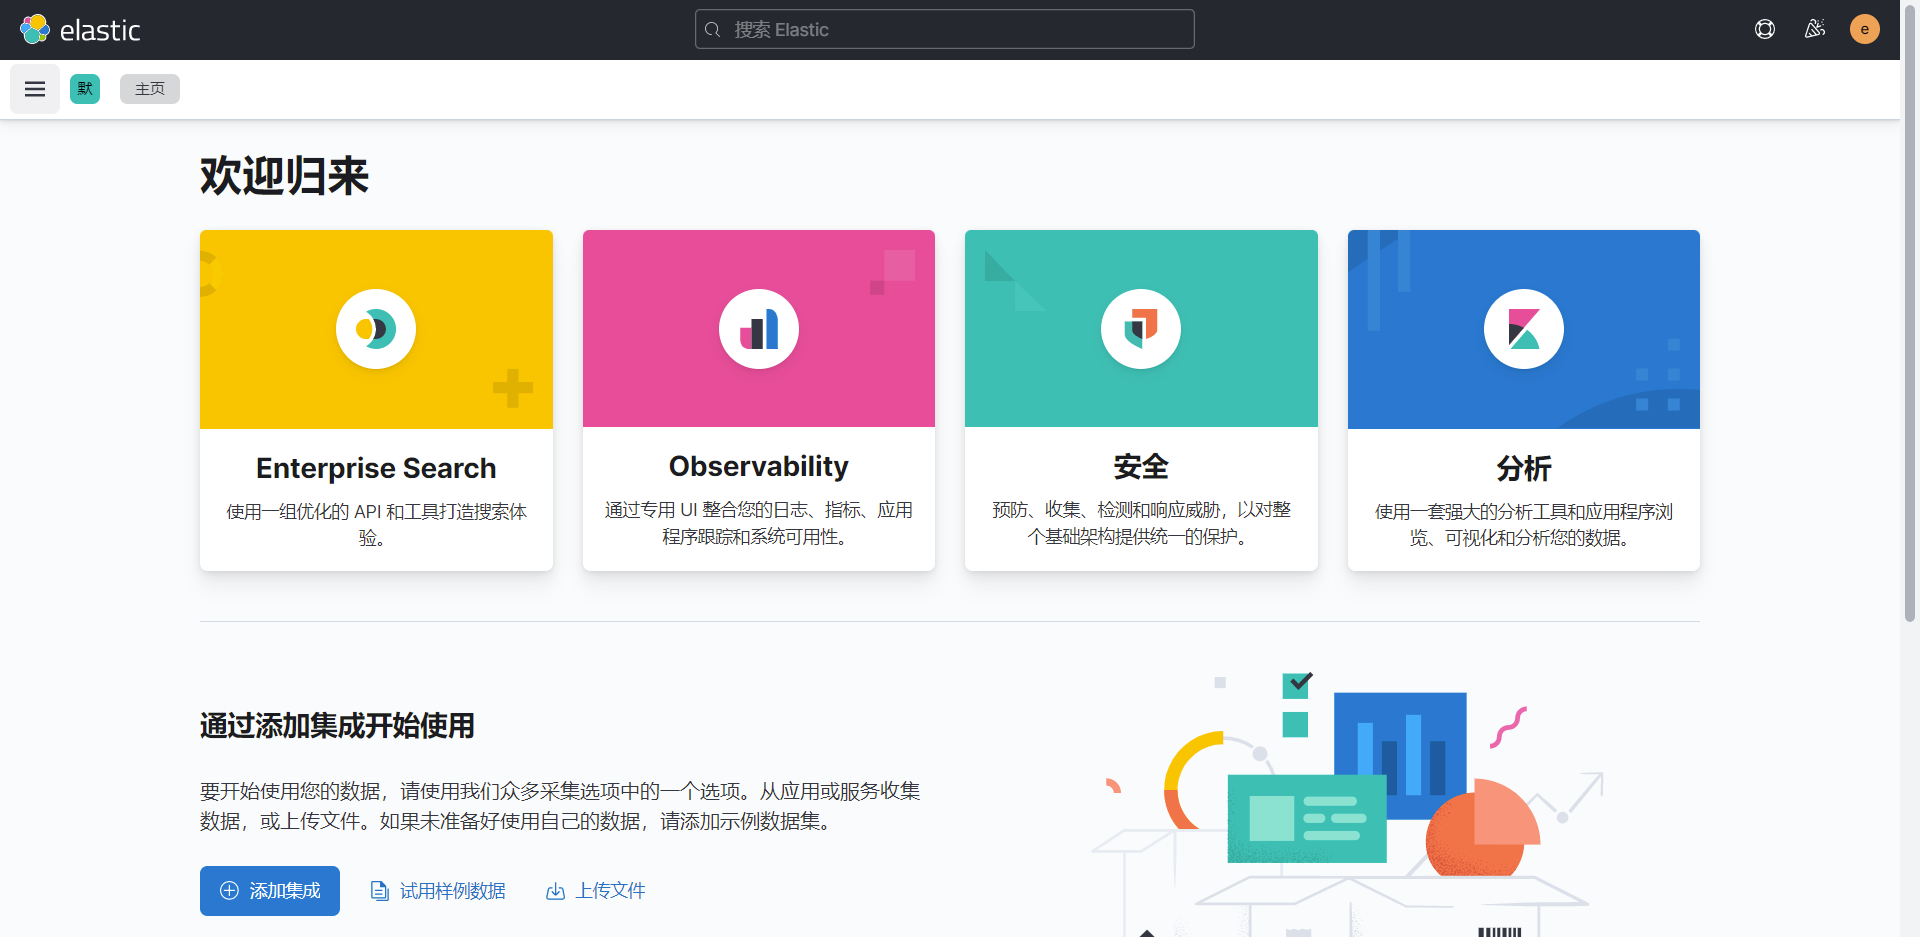 elastic
搜索 Elastic
e
默
主页
欢迎归来
Enterprise Search
使用一组优化的 API 和工具打造搜索体
验。
Observability
通过专用 UI 整合您的日志、指标、应用
程序跟踪和系统可用性。
安全
预防、收集、检测和响应威胁，以对整
个基础架构提供统一的保护。
分析
使用一套强大的分析工具和应用程序浏
览、可视化和分析您的数据。
通过添加集成开始使用
要开始使用您的数据，请使用我们众多采集选项中的一个选项。从应用或服务收集
数据，或上传文件。如果未准备好使用自己的数据，请添加示例数据集。
添加集成
试用样例数据
上传文件